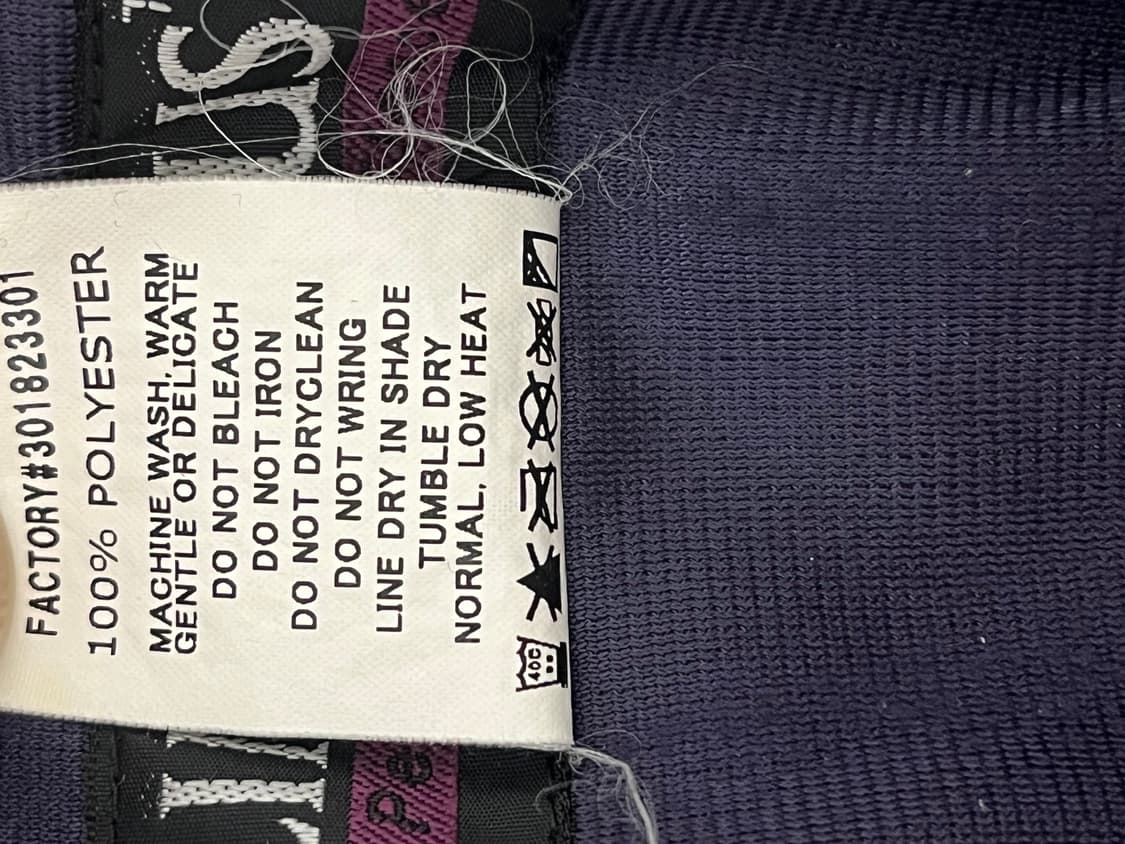 FACTORY#301823301
100% POLYESTER
MACHINE WASH, WARM
GENTLE OR DELICATE
DO NOT BLEACH
DO NOT IRON
DO NOT DRYCLEAN
DO NOT WRING
LINE DRY IN SHADE
TUMBLE DRY
NORMAL, LOW HEAT
40C
Pe